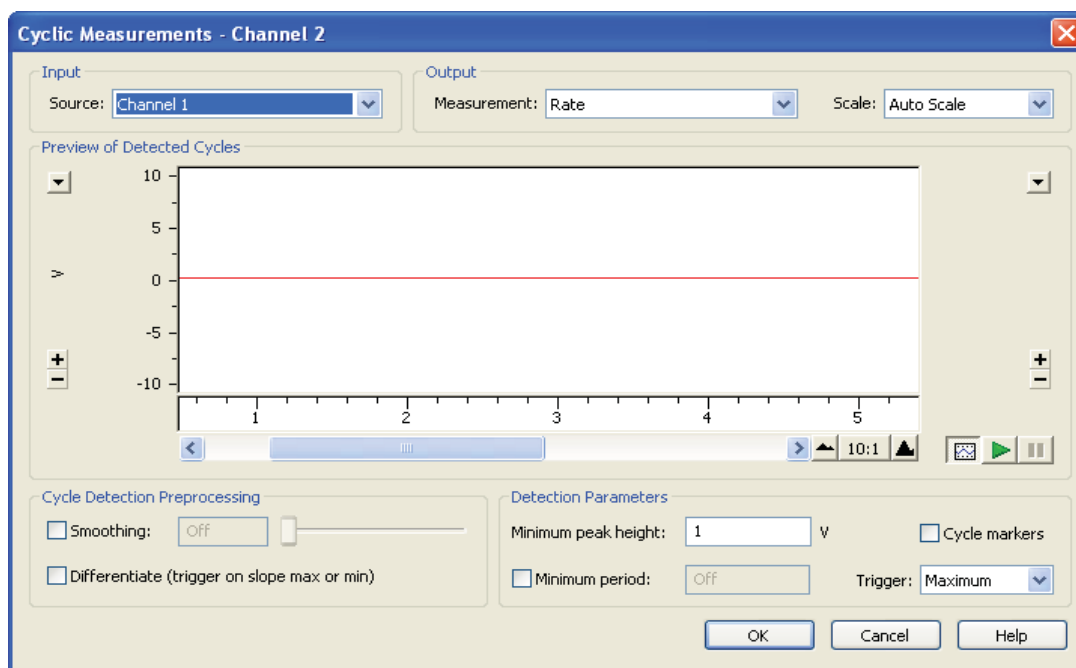 Cyclic Measurements - Channel 2
Input
Source: Channel 1
Output
Measurement: Rate
Scale: Auto Scale
Preview of Detected Cycles
10
5
0
-5
-10
V
+
−
+
−
1 2 3 4 5
10:1
Cycle Detection Preprocessing
Smoothing: Off
Differentiate (trigger on slope max or min)
Detection Parameters
Minimum peak height: 1 V
Cycle markers
Minimum period: Off
Trigger: Maximum
OK Cancel Help